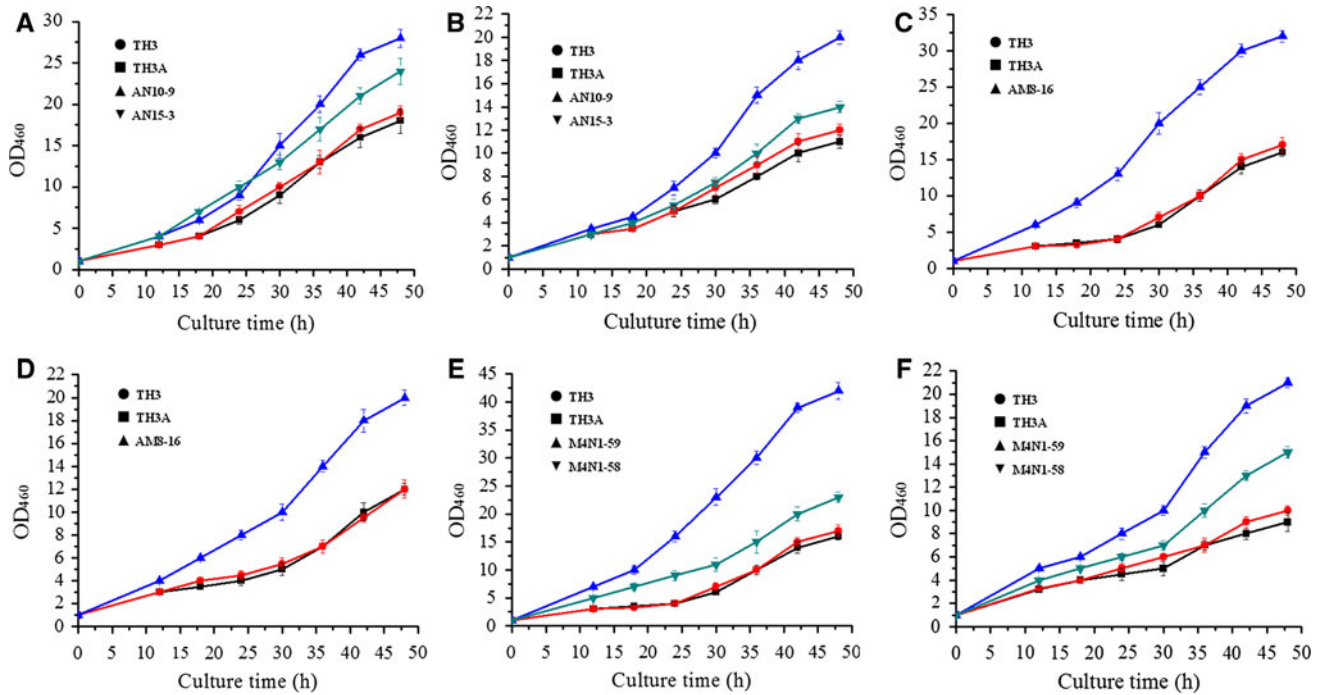 A
OD460
30
25
20
15
10
5
0
TH3
TH3A
AN10-9
AN15-3
0 5 10 15 20 25 30 35 40 45 50
Culture time (h)
B
OD460
22
20
18
16
14
12
10
8
6
4
2
0
TH3
TH3A
AN10-9
AN15-3
0 5 10 15 20 25 30 35 40 45 50
Culuture time (h)
C
OD460
35
30
25
20
15
10
5
0
TH3
TH3A
AM8-16
0 5 10 15 20 25 30 35 40 45 50
Culture time (h)
D
OD460
22
20
18
16
14
12
10
8
6
4
2
0
TH3
TH3A
AM8-16
0 5 10 15 20 25 30 35 40 45 50
Culture time (h)
E
OD460
45
40
35
30
25
20
15
10
5
0
TH3
TH3A
M4N1-59
M4N1-58
0 5 10 15 20 25 30 35 40 45 50
Culture time (h)
F
OD460
22
20
18
16
14
12
10
8
6
4
2
0
TH3
TH3A
M4N1-59
M4N1-58
0 5 10 15 20 25 30 35 40 45 50
Culture time (h)